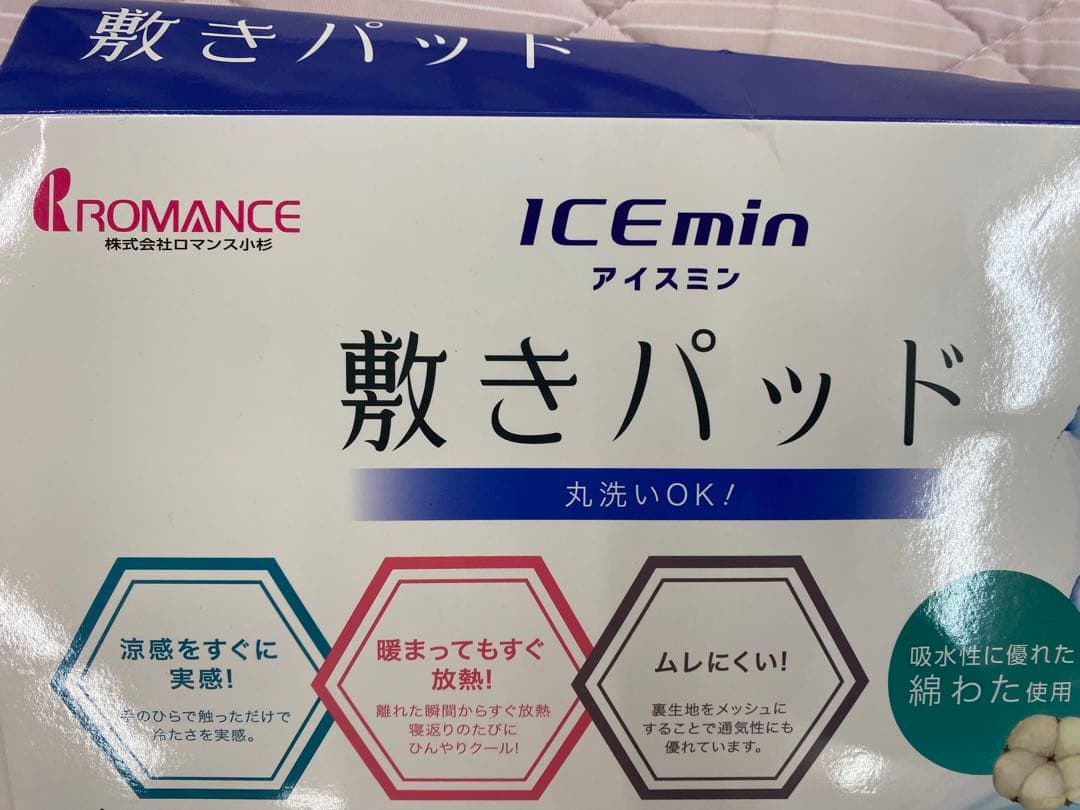 敷きパッド
ROMANCE
株式会社ロマンス小杉
ICEmin
アイスミン
敷きパッド
丸洗いOK!
涼感をすぐに
実感!
手のひらで触っただけで
冷たさを実感。
暖まってもすぐ
放熱!
離れた瞬間からすぐ放熱
寝返りのたびに
ひんやりクール!
ムレにくい!
裏生地をメッシュに
することで通気性にも
優れています。
吸水性に優れた
綿わた使用